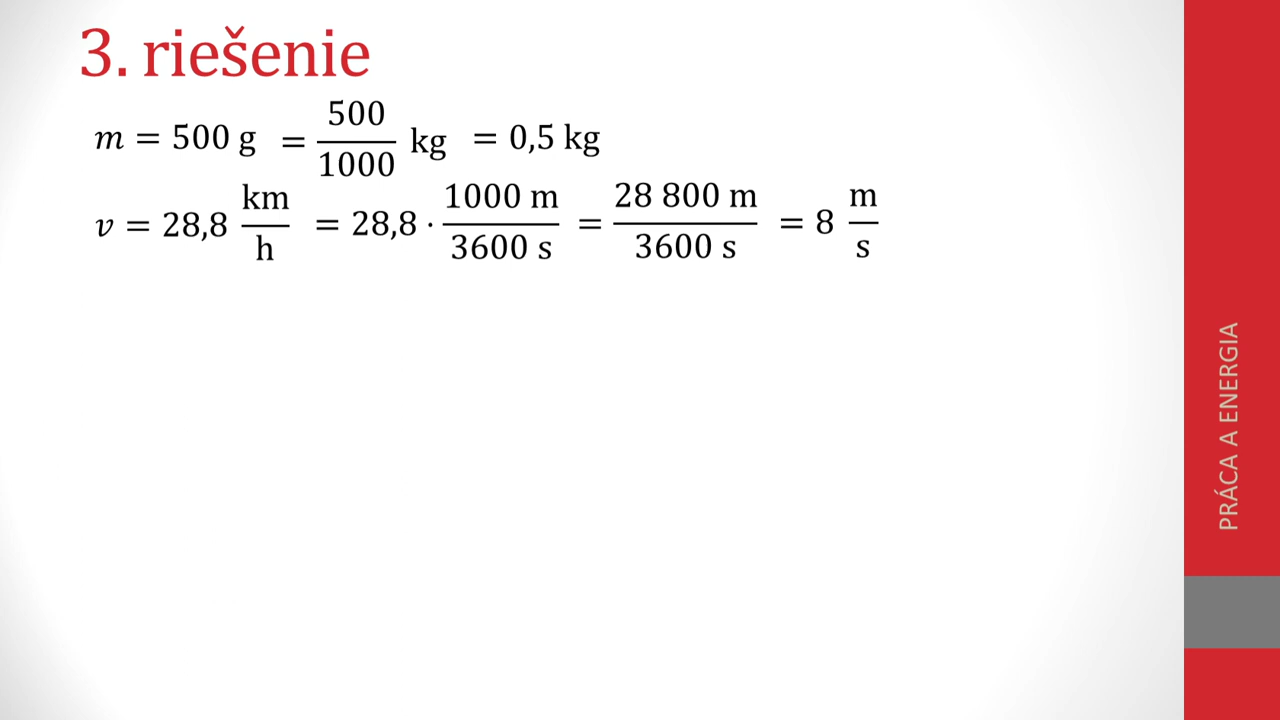 3. riešenie
m = 500 g = 500/1000 kg = 0,5 kg
v = 28,8 km/h = 28,8 · 1000 m/3600 s = 28 800 m/3600 s = 8 m/s
PRÁCA A ENERGIA